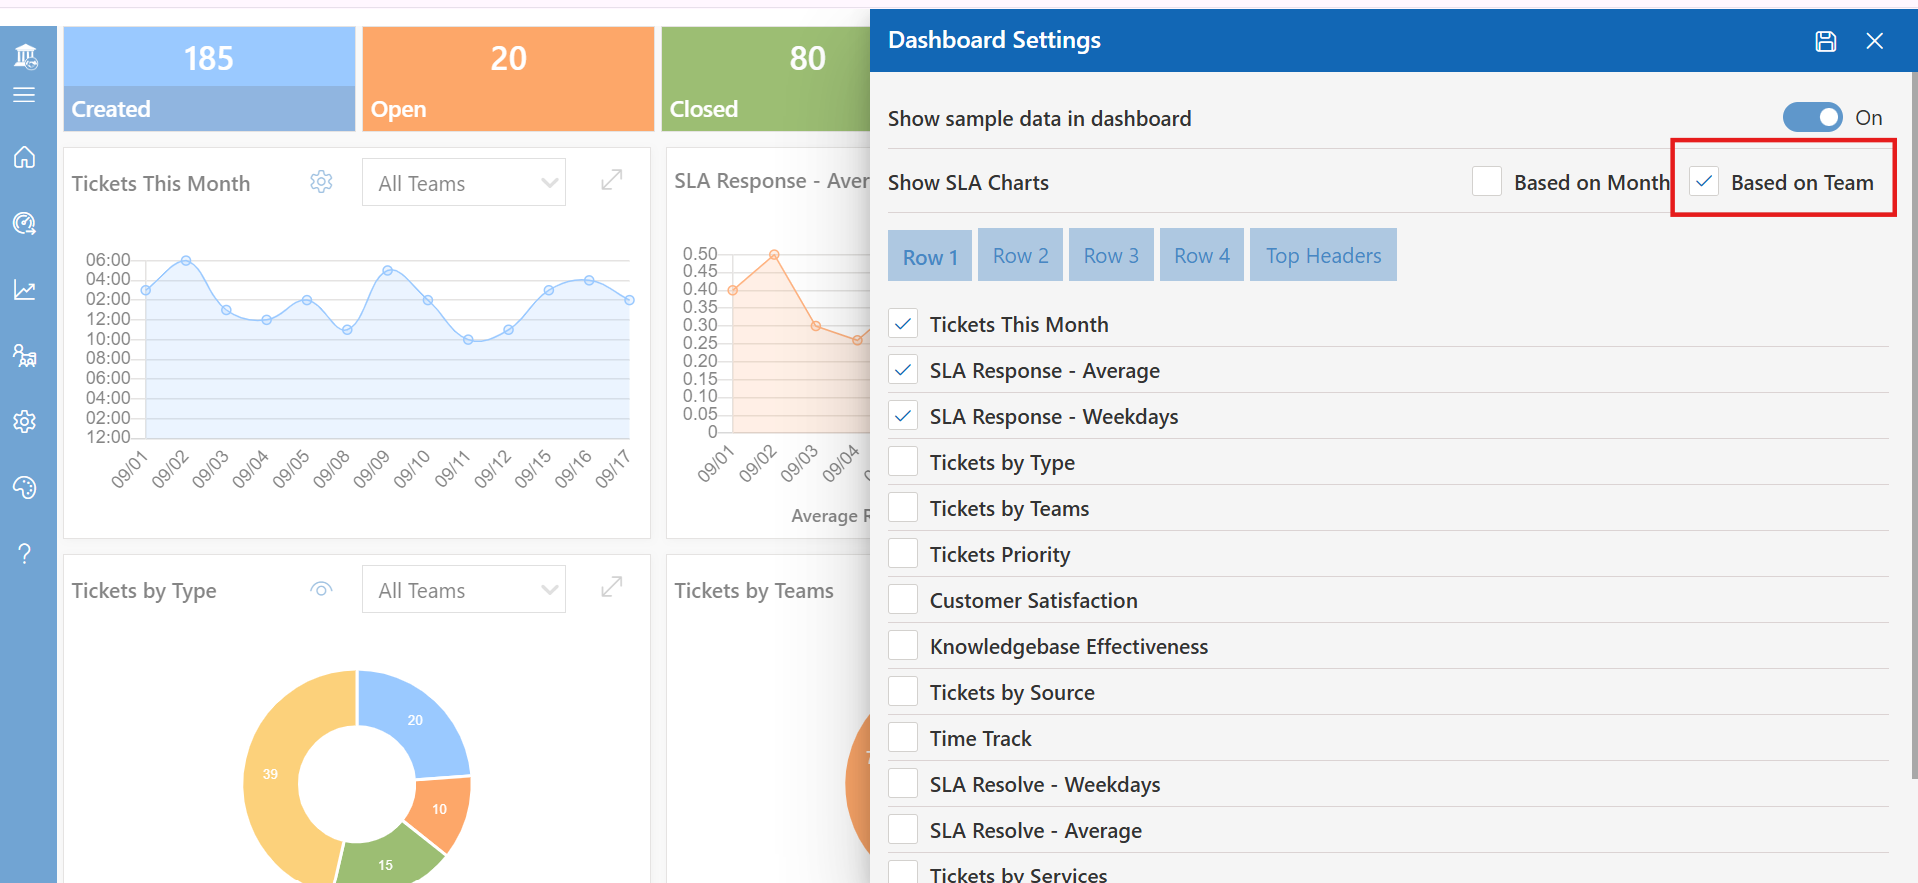 185
Created
20
Open
80
Closed
Dashboard Settings
Show sample data in dashboard
On
Show SLA Charts
Based on Month
Based on Team
Row 1
Row 2
Row 3
Row 4
Top Headers
Tickets This Month
SLA Response - Average
SLA Response - Weekdays
Tickets by Type
Tickets by Teams
Tickets Priority
Customer Satisfaction
Knowledgebase Effectiveness
Tickets by Source
Time Track
SLA Resolve - Weekdays
SLA Resolve - Average
Tickets by Services
Tickets This Month
All Teams
06:00
04:00
02:00
12:00
10:00
08:00
06:00
04:00
02:00
12:00
09/01
09/02
09/03
09/04
09/05
09/08
09/09
09/10
09/11
09/12
09/15
09/16
09/17
SLA Response - Aver
0.50
0.45
0.40
0.35
0.30
0.25
0.20
0.15
0.10
0.05
0
09/01
09/02
09/03
09/04
Average
Tickets by Type
All Teams
20
39
10
15
Tickets by Teams
?